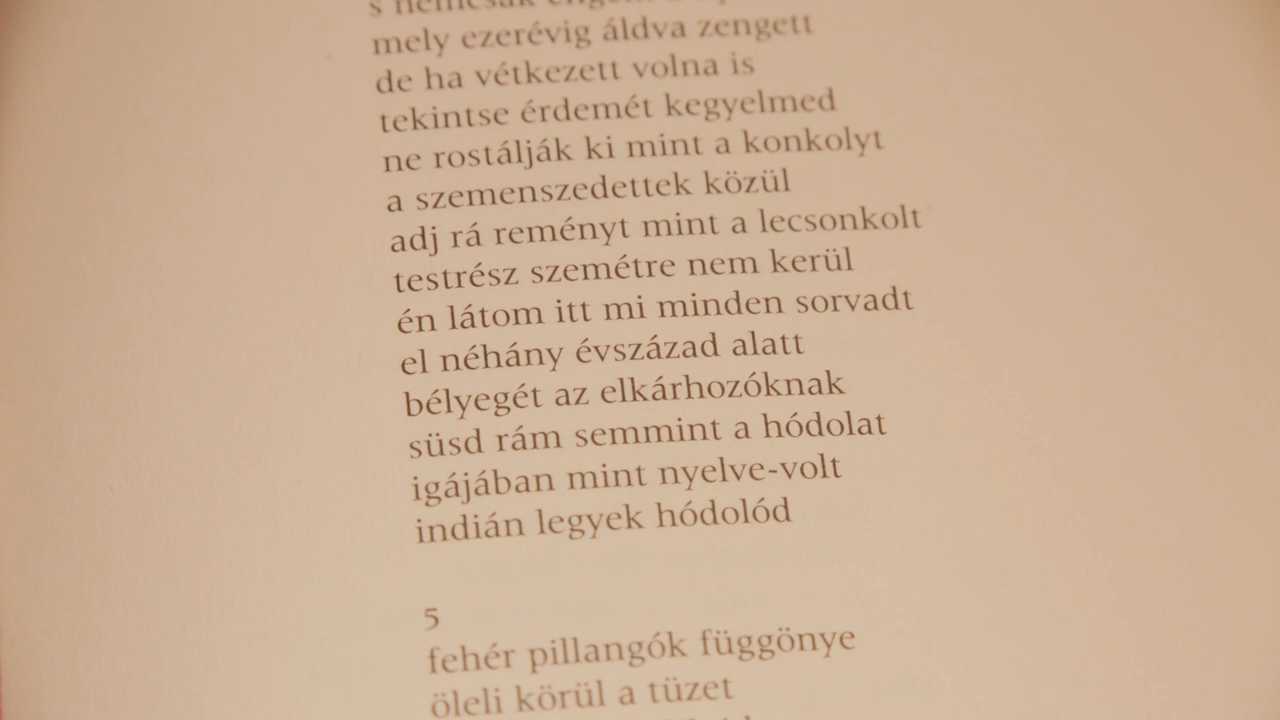 s nemcsak engem
mely ezerévig áldva zengett
de ha vétkezett volna is
tekintse érdemét kegyelmed
ne rostálják ki mint a konkolyt
a szemenszedettek közül
adj rá reményt mint a lecsonkolt
testrész szemétre nem kerül
én látom itt mi minden sorvadt
el néhány évszázad alatt
bélyegét az elkárhozóknak
süsd rám semmint a hódolat
igájában mint nyelve-volt
indián legyek hódolód
5
fehér pillangók függönye
öleli körül a tüzet